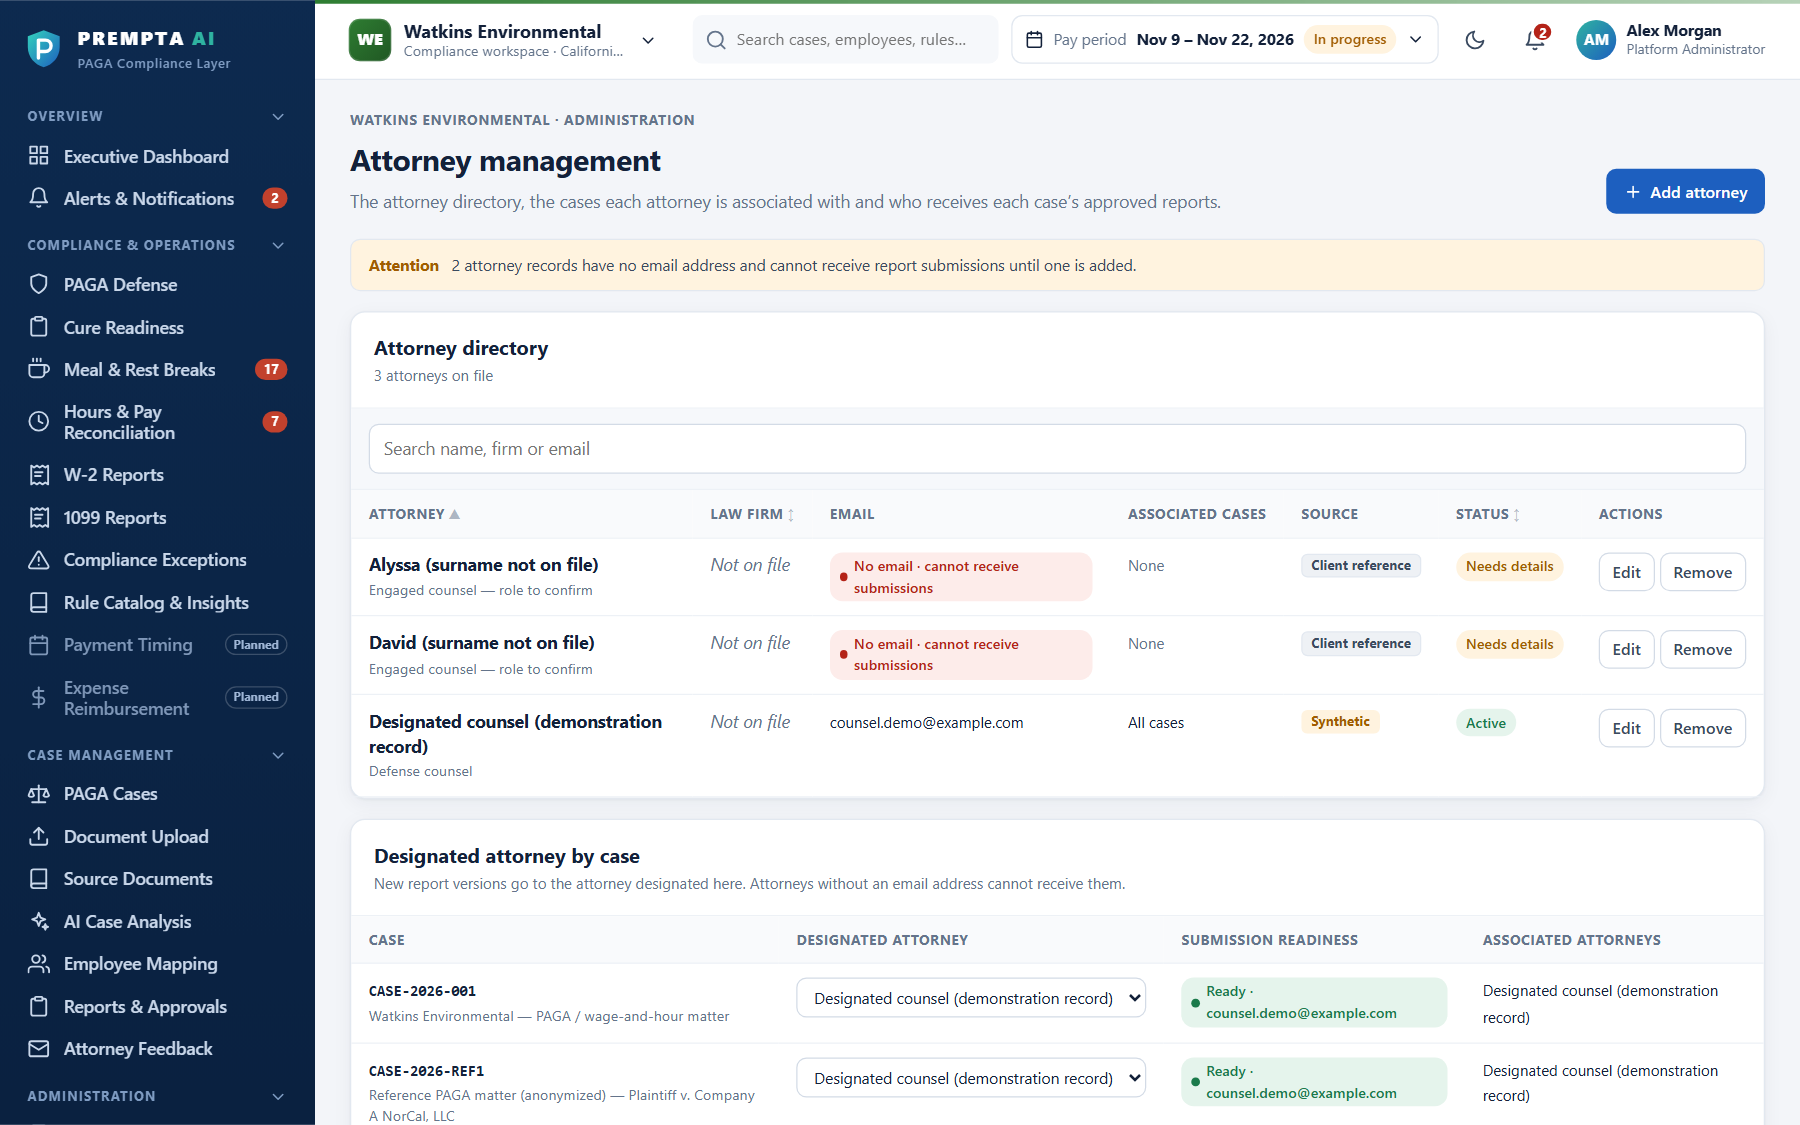 PREMPTA AI
PAGA Compliance Layer
OVERVIEW
Executive Dashboard
Alerts & Notifications 2
COMPLIANCE & OPERATIONS
PAGA Defense
Cure Readiness
Meal & Rest Breaks 17
Hours & Pay
Reconciliation 7
W-2 Reports
1099 Reports
Compliance Exceptions
Rule Catalog & Insights
Payment Timing Planned
Expense
Reimbursement Planned
CASE MANAGEMENT
PAGA Cases
Document Upload
Source Documents
AI Case Analysis
Employee Mapping
Reports & Approvals
Attorney Feedback
ADMINISTRATION
WE
Watkins Environmental
Compliance workspace · Californi...
Search cases, employees, rules...
Pay period Nov 9 – Nov 22, 2026 In progress
2
AM
Alex Morgan
Platform Administrator
WATKINS ENVIRONMENTAL · ADMINISTRATION
Attorney management
The attorney directory, the cases each attorney is associated with and who receives each case's approved reports.
Add attorney
Attention 2 attorney records have no email address and cannot receive report submissions until one is added.
Attorney directory
3 attorneys on file
Search name, firm or email
ATTORNEY LAW FIRM EMAIL ASSOCIATED CASES SOURCE STATUS ACTIONS
Alyssa (surname not on file)
Engaged counsel — role to confirm
Not on file
No email · cannot receive
submissions
None
Client reference
Needs details
Edit Remove
David (surname not on file)
Engaged counsel — role to confirm
Not on file
No email · cannot receive
submissions
None
Client reference
Needs details
Edit Remove
Designated counsel (demonstration
record)
Defense counsel
Not on file
counsel.demo@example.com
All cases
Synthetic
Active
Edit Remove
Designated attorney by case
New report versions go to the attorney designated here. Attorneys without an email address cannot receive them.
CASE DESIGNATED ATTORNEY SUBMISSION READINESS ASSOCIATED ATTORNEYS
CASE-2026-001
Watkins Environmental — PAGA / wage-and-hour matter
Designated counsel (demonstration record)
Ready ·
counsel.demo@example.com
Designated counsel (demonstration
record)
CASE-2026-REF1
Reference PAGA matter (anonymized) — Plaintiff v. Company
A NorCal, LLC
Designated counsel (demonstration record)
Ready ·
counsel.demo@example.com
Designated counsel (demonstration
record)